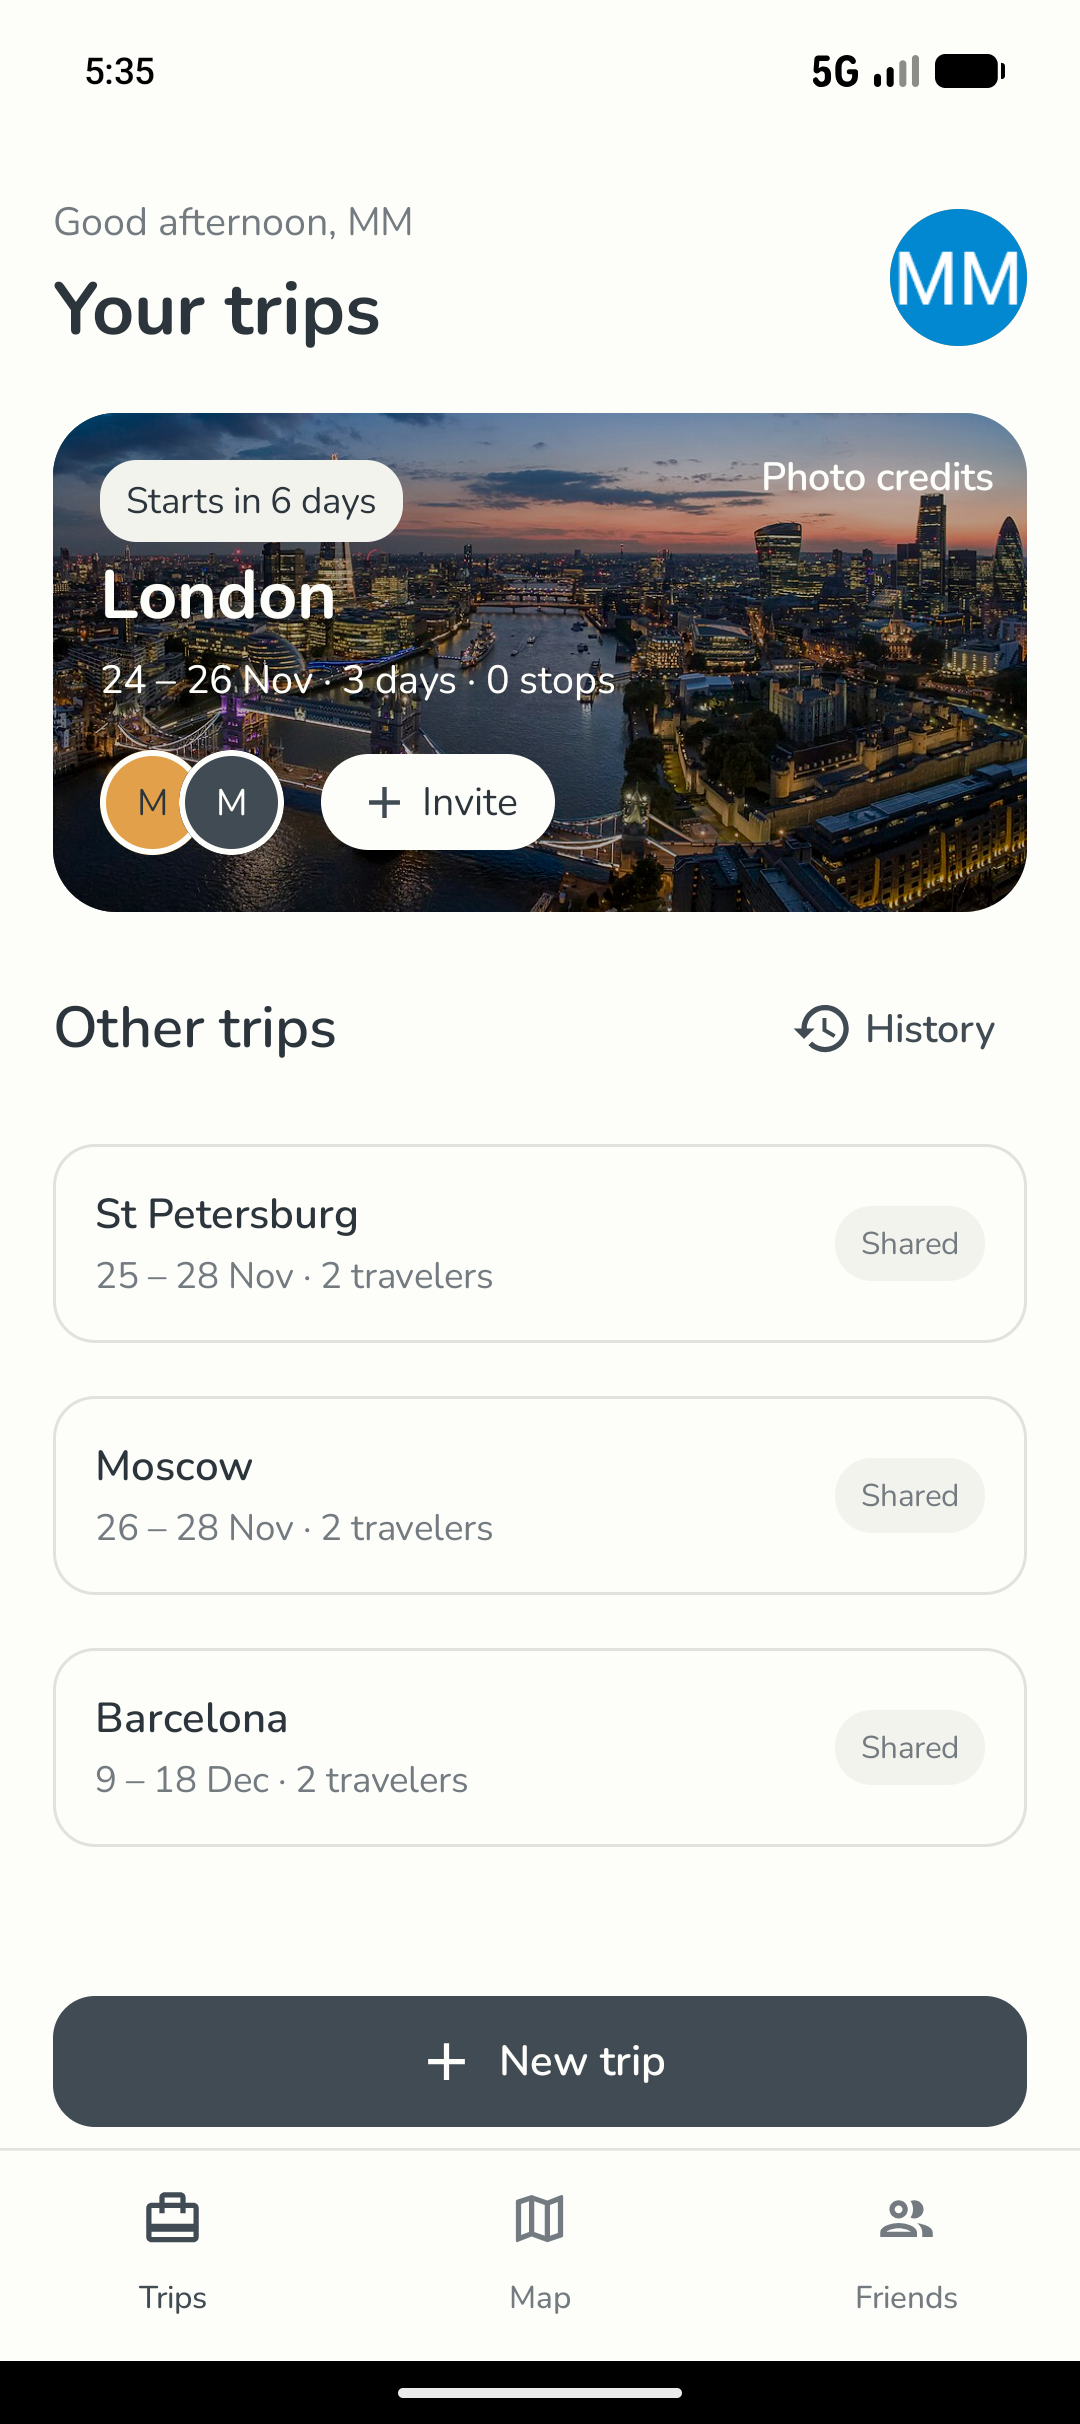 5:35
5G
Good afternoon, MM
Your trips
MM
Starts in 6 days
Photo credits
London
24 – 26 Nov · 3 days · 0 stops
M
M
+ Invite
Other trips
History
St Petersburg
25 – 28 Nov · 2 travelers
Shared
Moscow
26 – 28 Nov · 2 travelers
Shared
Barcelona
9 – 18 Dec · 2 travelers
Shared
+ New trip
Trips
Map
Friends